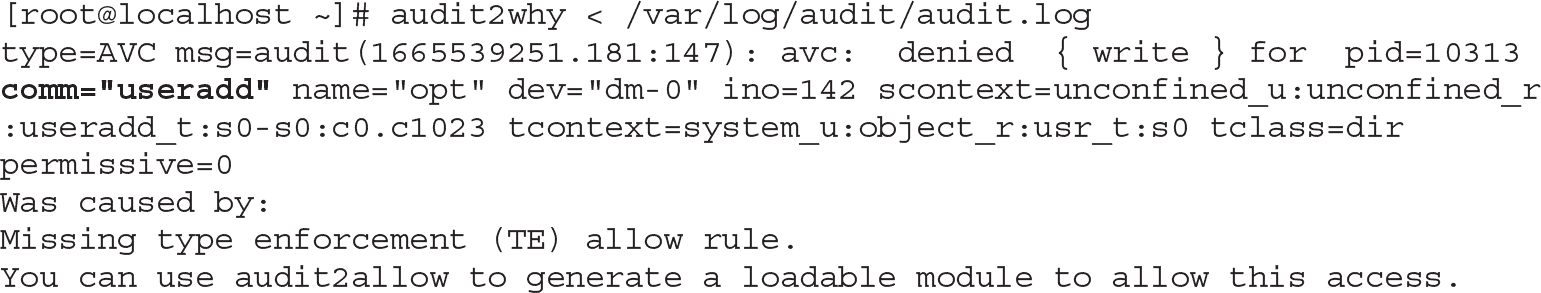 [root@localhost ~]# audit2why < /var/log/audit/audit.log
type=AVC msg=audit(1665539251.181:147): avc:  denied  { write } for  pid=10313
comm="useradd" name="opt" dev="dm-0" ino=142 scontext=unconfined_u:unconfined_r
:useradd_t:s0-s0:c0.c1023 tcontext=system_u:object_r:usr_t:s0 tclass=dir
permissive=0
Was caused by:
Missing type enforcement (TE) allow rule.
You can use audit2allow to generate a loadable module to allow this access.